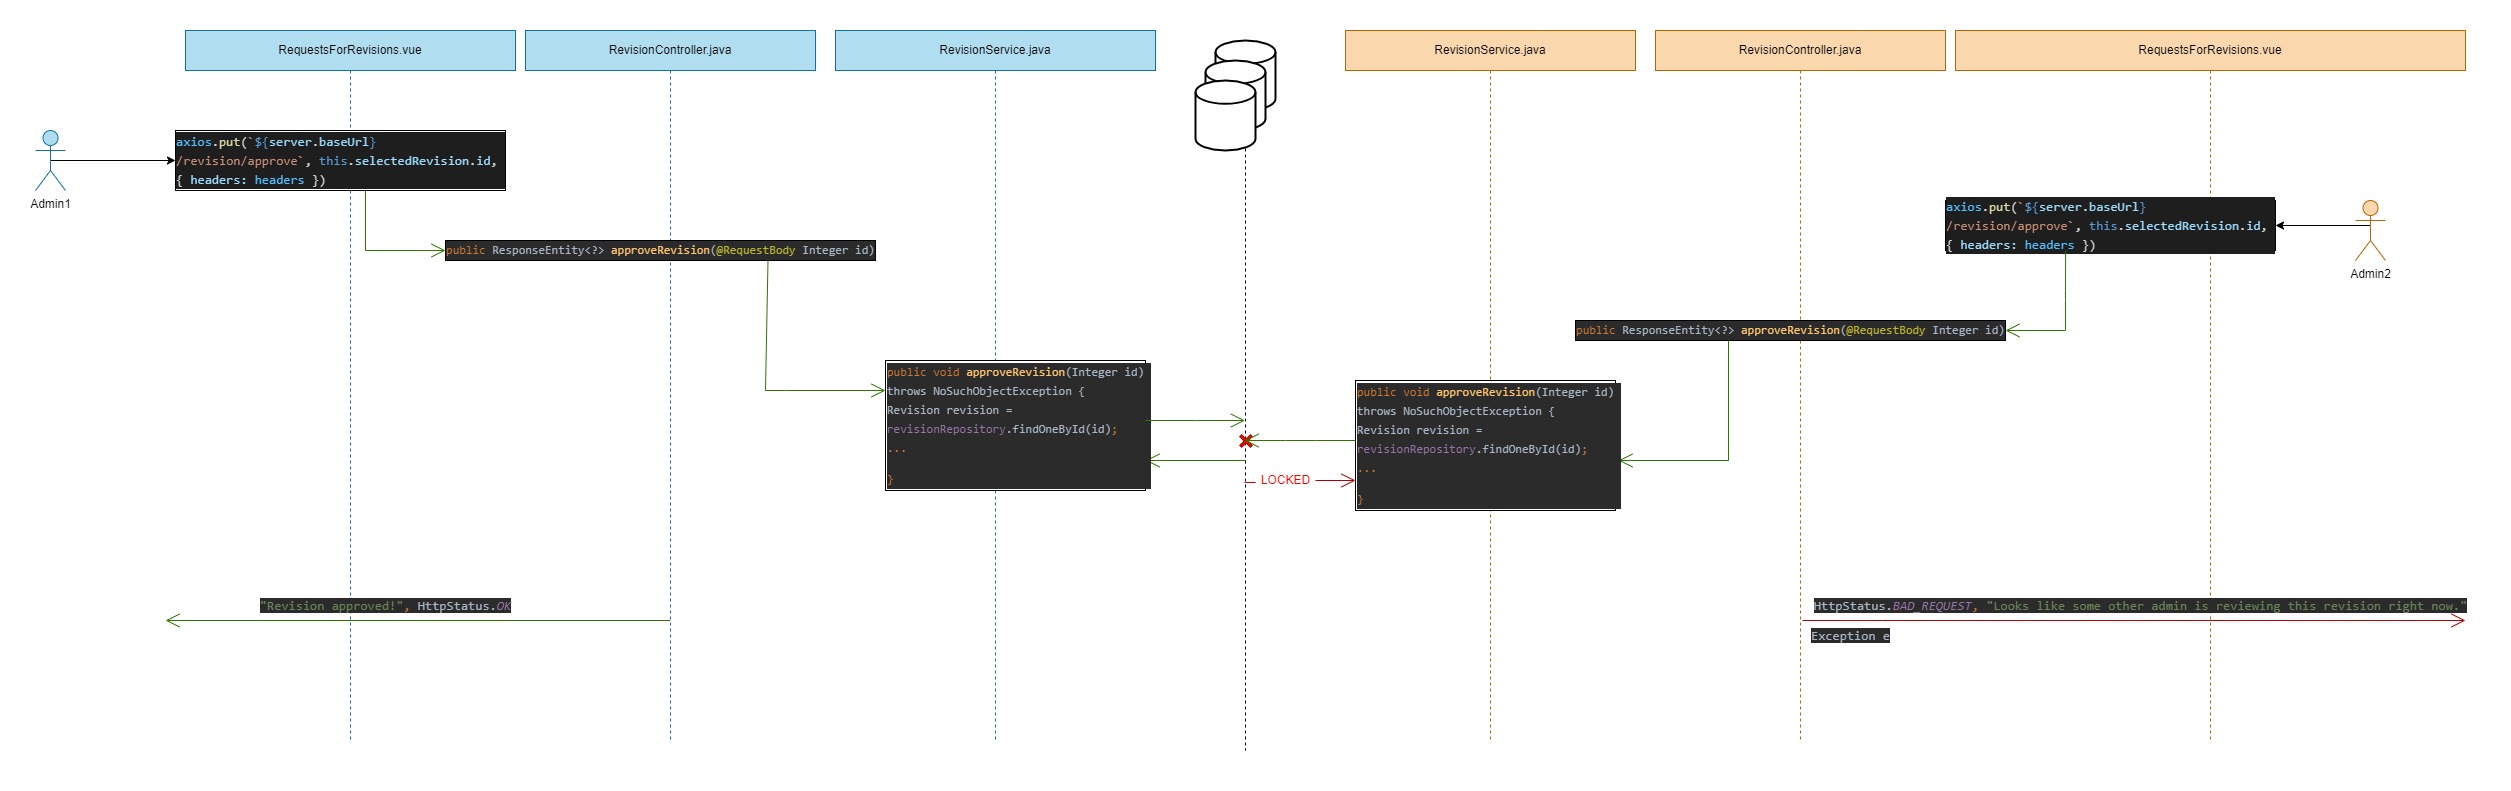 RequestsForRevisions.vue
RevisionController.java
RevisionService.java
RevisionService.java
RevisionController.java
RequestsForRevisions.vue
axios.put(`${server.baseUrl}
/revision/approve`, this.selectedRevision.id,
{ headers: headers })
Admin1
axios.put(`${server.baseUrl}
/revision/approve`, this.selectedRevision.id,
{ headers: headers })
Admin2
public ResponseEntity<?> approveRevision(@RequestBody Integer id)
public ResponseEntity<?> approveRevision(@RequestBody Integer id)
public void approveRevision(Integer id)
throws NoSuchObjectException {
Revision revision =
revisionRepository.findOneById(id);
...
}
public void approveRevision(Integer id)
throws NoSuchObjectException {
Revision revision =
revisionRepository.findOneById(id);
...
}
LOCKED
"Revision approved!", HttpStatus.OK
HttpStatus.BAD_REQUEST, "Looks like some other admin is reviewing this revision right now."
Exception e